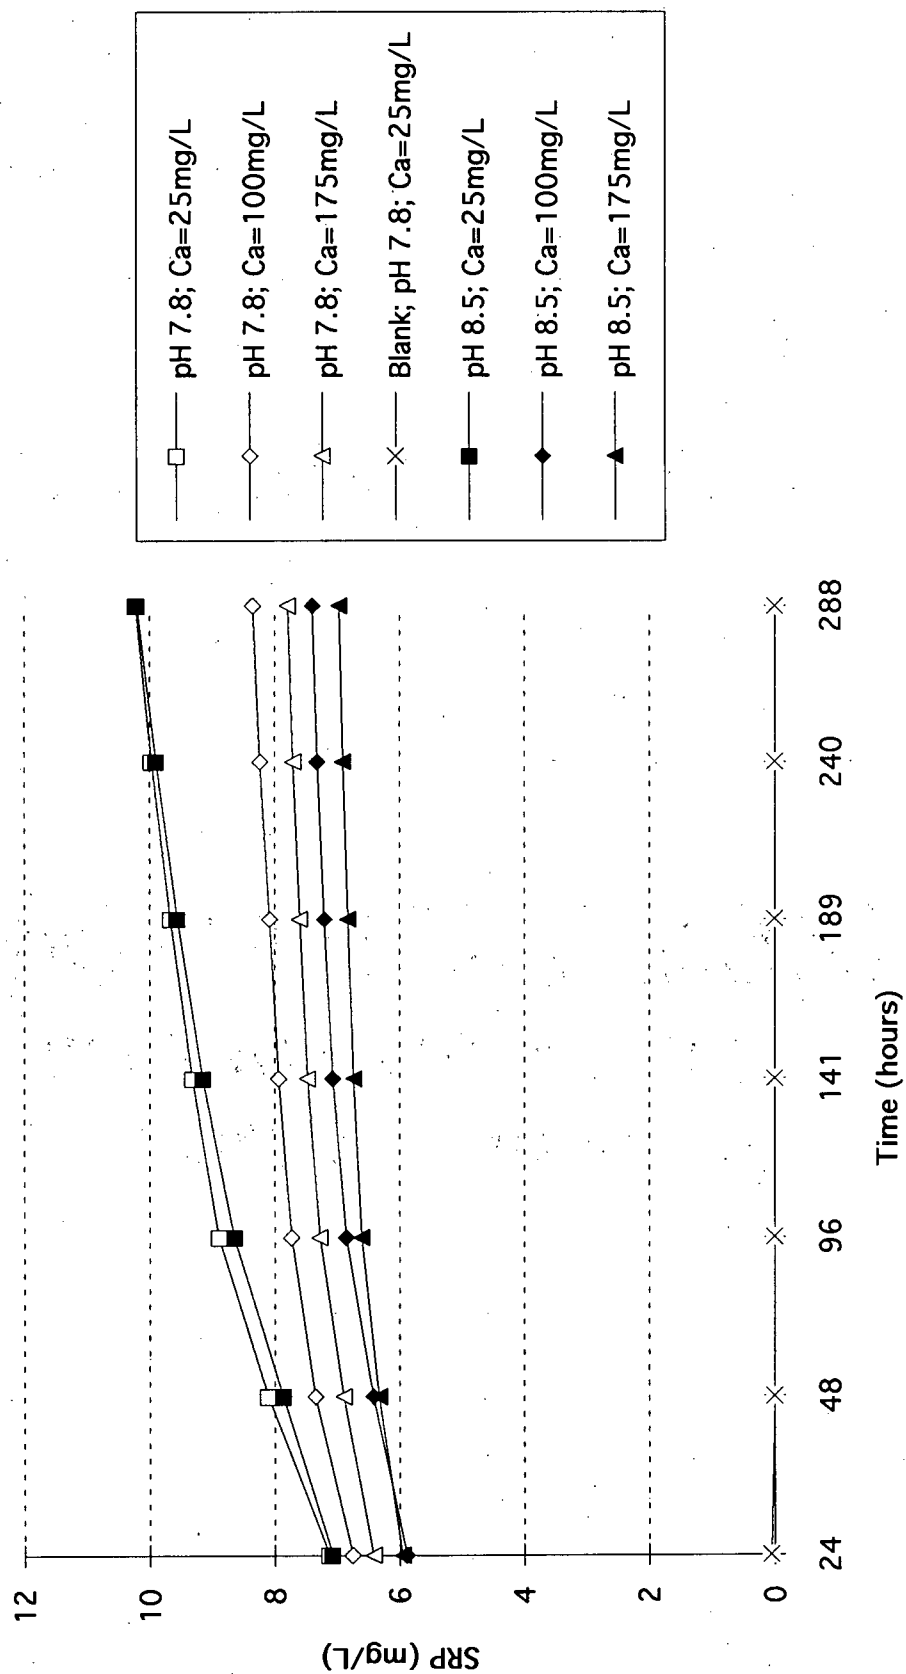 SRP (mg/L)
12
10
8
6
4
2
0
24
48
96
141
189
240
288
Time (hours)
pH 7.8; Ca=25mg/L
pH 7.8; Ca=100mg/L
pH 7.8; Ca=175mg/L
Blank; pH 7.8; Ca=25mg/L
pH 8.5; Ca=25mg/L
pH 8.5; Ca=100mg/L
pH 8.5; Ca=175mg/L